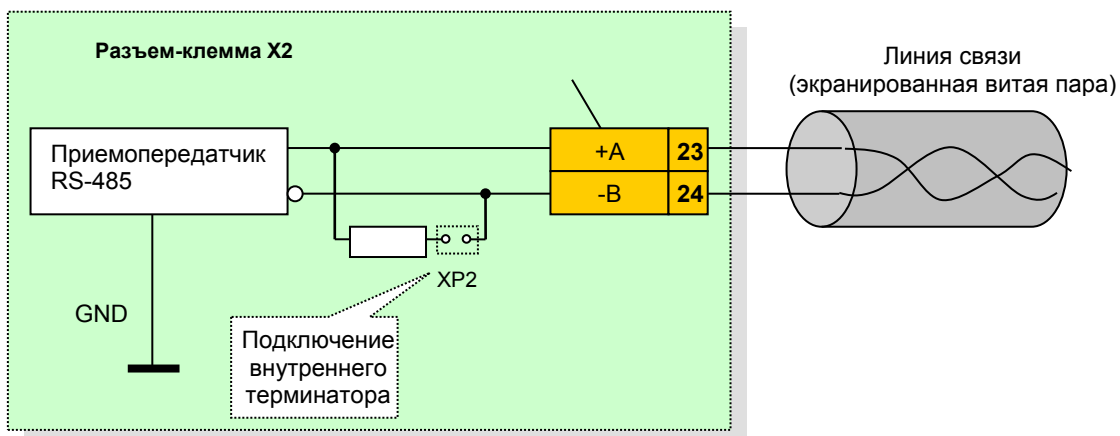 Разъем-клемма X2
Линия связи
(экранированная витая пара)
Приемопередатчик
RS-485
+A 23
-B 24
XP2
GND
Подключение
внутреннего
терминатора